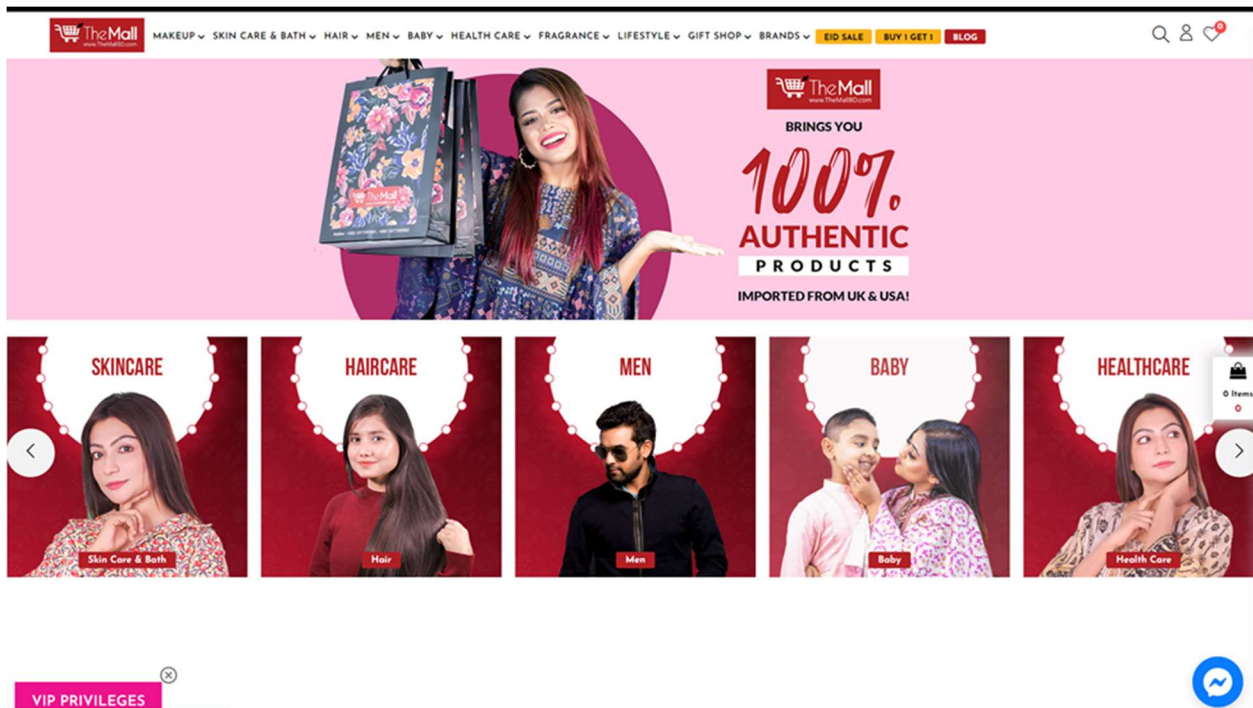 TheMall
www.TheMallBD.com
MAKEUP SKIN CARE & BATH HAIR MEN BABY HEALTH CARE FRAGRANCE LIFESTYLE GIFT SHOP BRANDS EID SALE BUY 1 GET 1 BLOG
0
TheMall
www.TheMallBD.com
BRINGS YOU
100%
AUTHENTIC
PRODUCTS
IMPORTED FROM UK & USA!
TheMall
SKINCARE
HAIRCARE
MEN
BABY
HEALTHCARE
0 Items
0
Skin Care & Bath
Hair
Men
Baby
Health Care
VIP PRIVILEGES